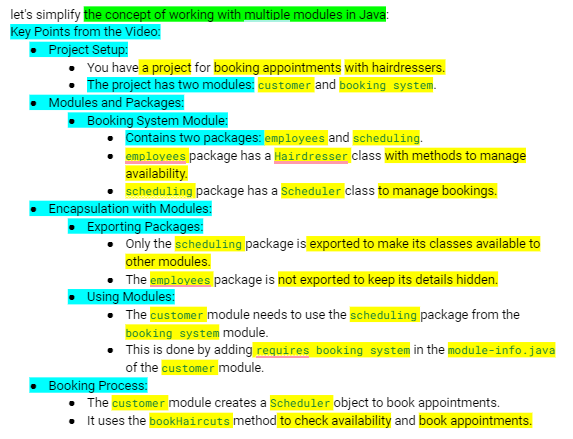 let's simplify the concept of working with multiple modules in Java:
Key Points from the Video:
● Project Setup:
● You have a project for booking appointments with hairdressers.
● The project has two modules: customer and booking system.
● Modules and Packages:
● Booking System Module:
● Contains two packages: employees and scheduling.
● employees package has a Hairdresser class with methods to manage
availability.
● scheduling package has a Scheduler class to manage bookings.
● Encapsulation with Modules:
● Exporting Packages:
● Only the scheduling package is exported to make its classes available to
other modules.
● The employees package is not exported to keep its details hidden.
● Using Modules:
● The customer module needs to use the scheduling package from the
booking system module.
● This is done by adding requires booking system in the module-info.java
of the customer module.
● Booking Process:
● The customer module creates a Scheduler object to book appointments.
● It uses the bookHaircuts method to check availability and book appointments.